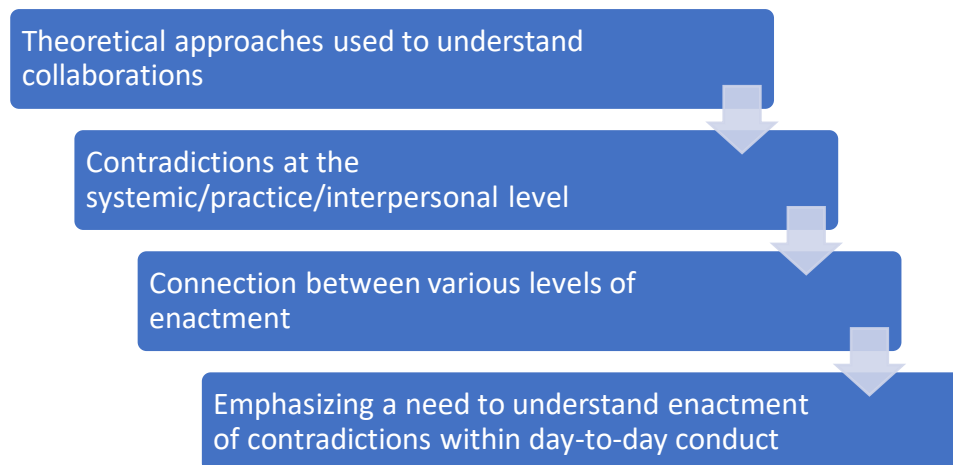 Theoretical approaches used to understand
collaborations
Contradictions at the
systemic/practice/interpersonal level
Connection between various levels of
enactment
Emphasizing a need to understand enactment
of contradictions within day-to-day conduct